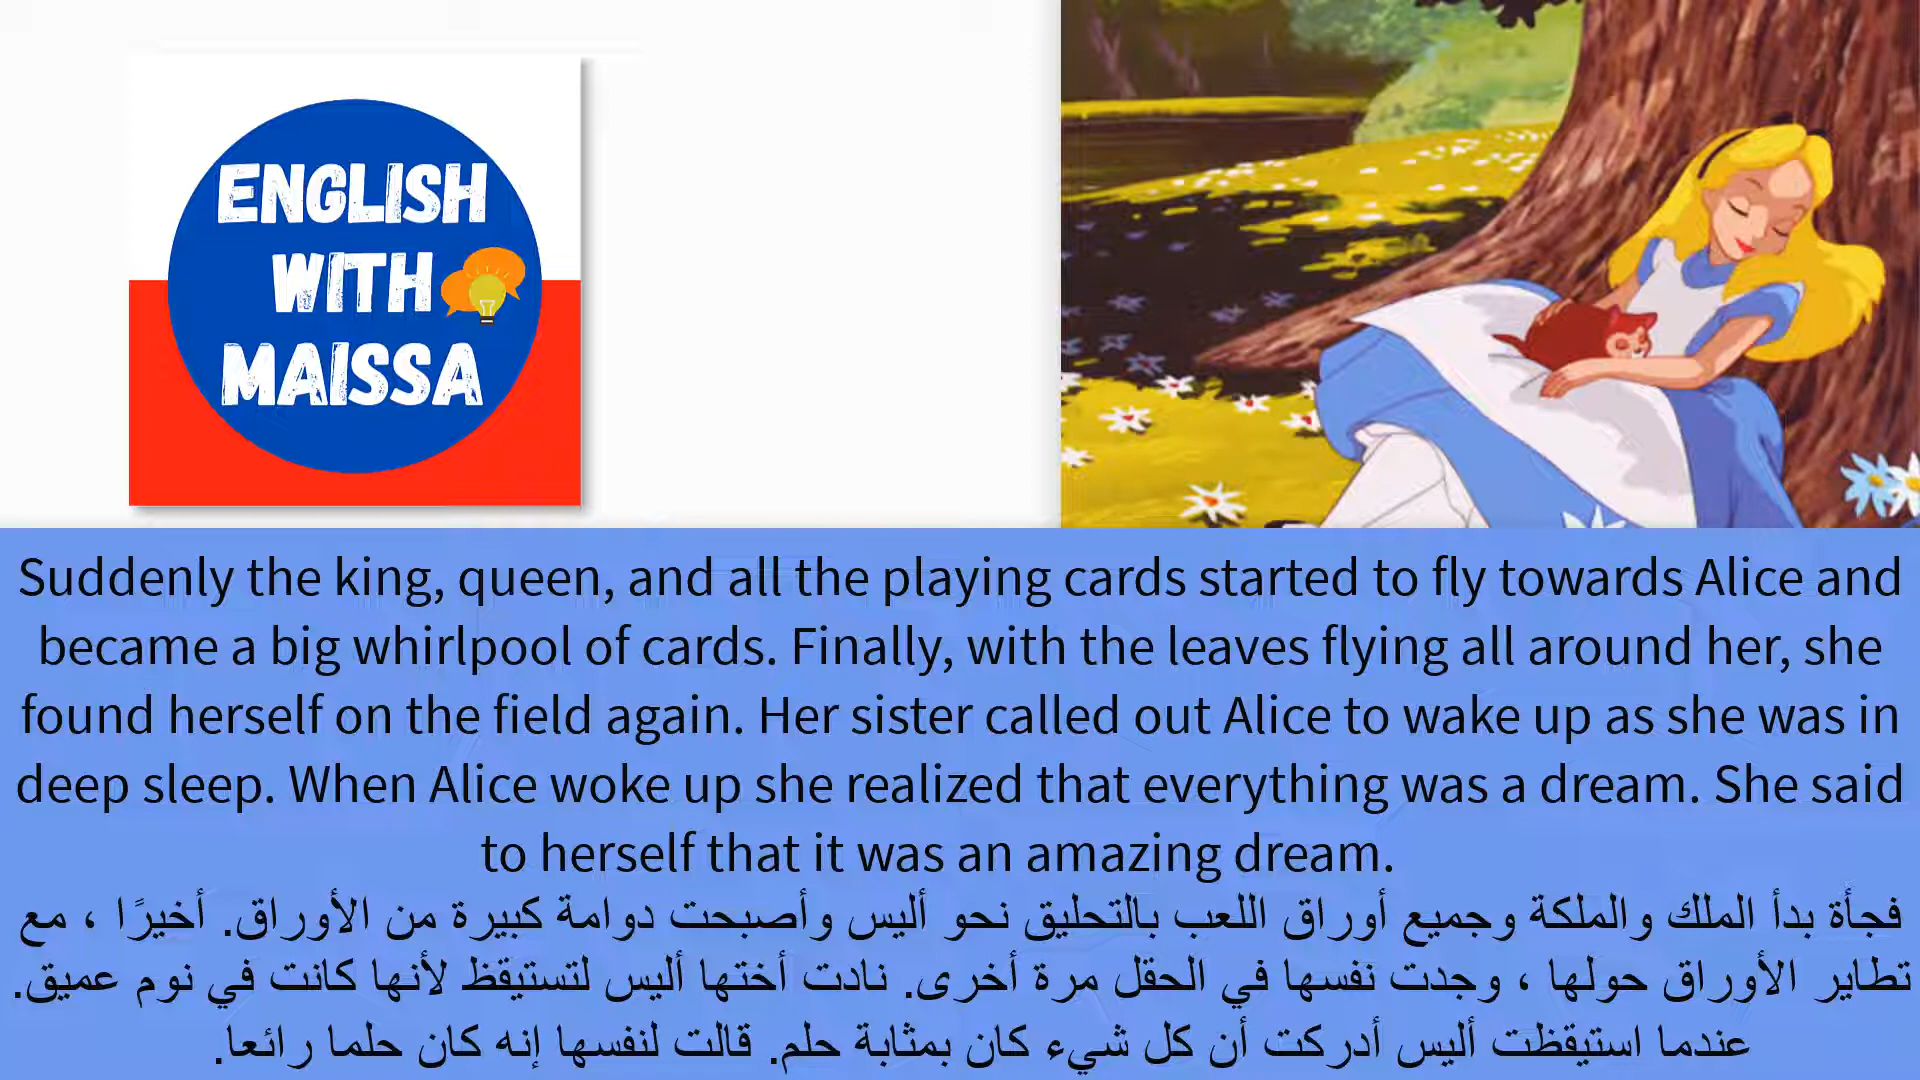 ENGLISH
WITH
MAISSA
Suddenly the king, queen, and all the playing cards started to fly towards Alice and
became a big whirlpool of cards. Finally, with the leaves flying all around her, she
found herself on the field again. Her sister called out Alice to wake up as she was in
deep sleep. When Alice woke up she realized that everything was a dream. She said
to herself that it was an amazing dream.
فجأة بدأ الملك والملكة وجميع أوراق اللعب بالتحليق نحو أليس وأصبحت دوامة كبيرة من الأوراق. أخيرًا ، مع
تطاير الأوراق حولها ، وجدت نفسها في الحقل مرة أخرى. نادت أختها أليس لتستيقظ لأنها كانت في نوم عميق.
عندما استيقظت أليس أدركت أن كل شيء كان بمثابة حلم. قالت لنفسها إنه كان حلما رائعا.